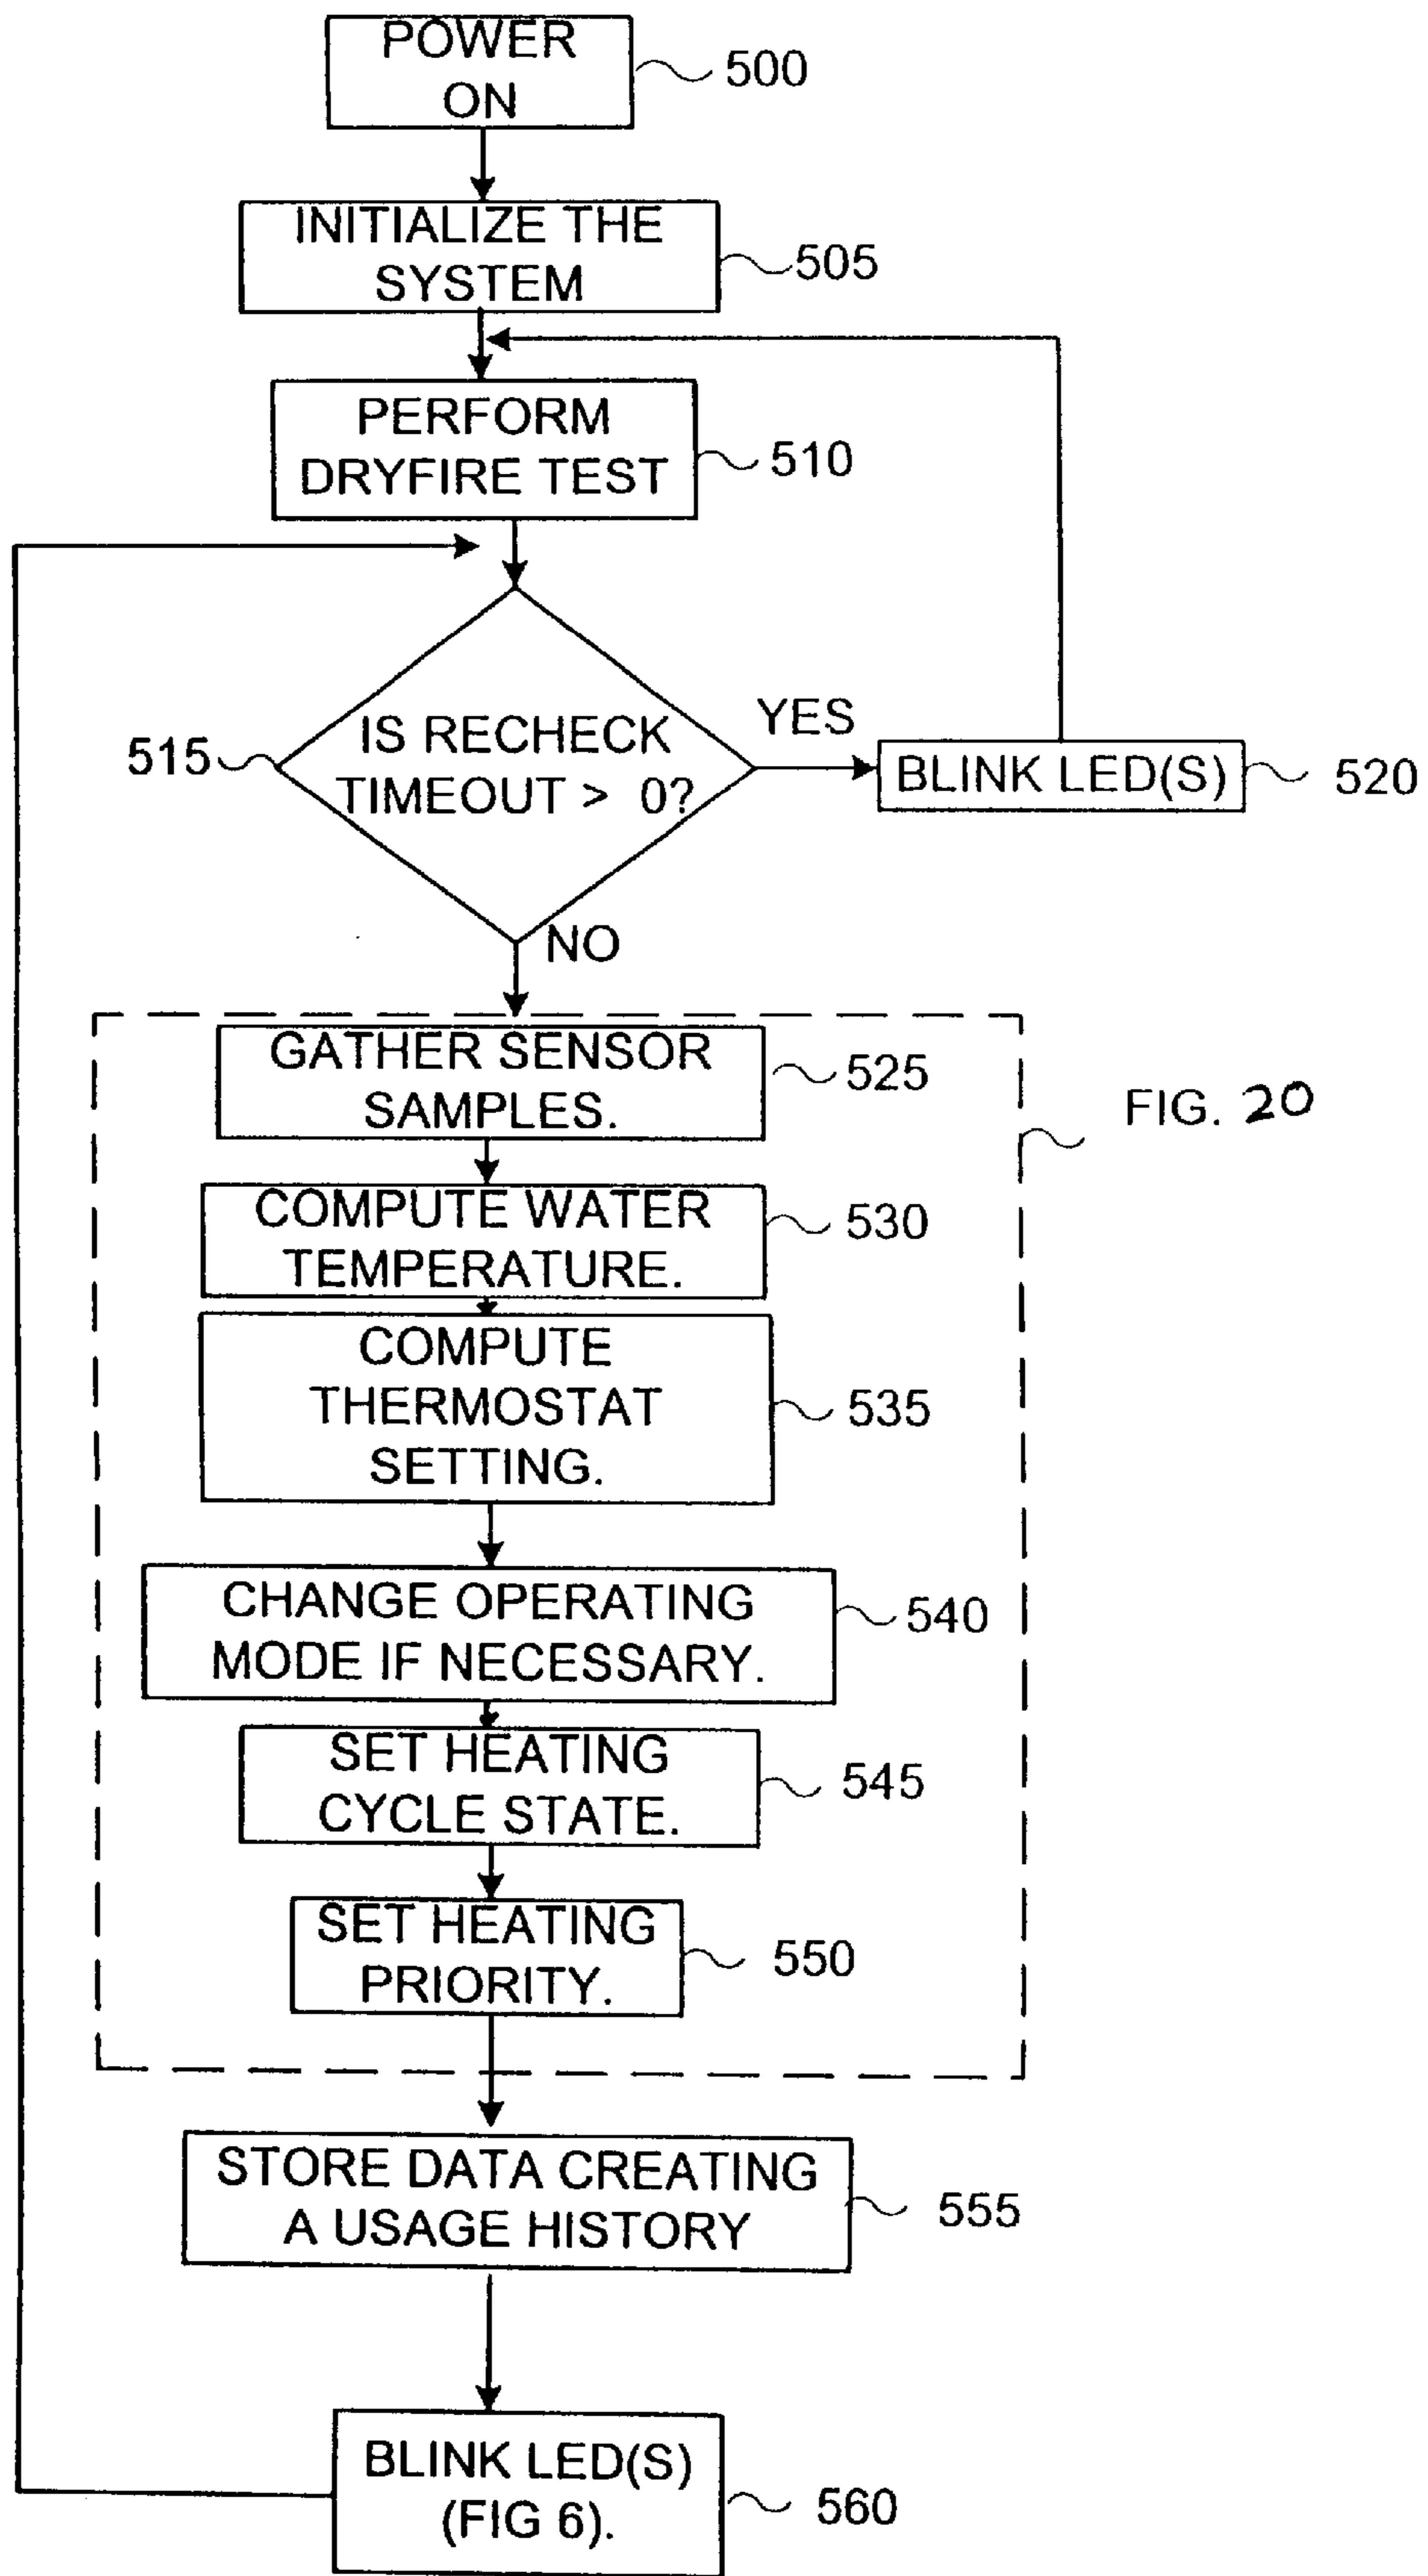 POWER
ON
500
INITIALIZE THE
SYSTEM
505
PERFORM
DRYFIRE TEST
510
515
IS RECHECK
TIMEOUT > 0?
YES
BLINK LED(S)
520
NO
GATHER SENSOR
SAMPLES.
525
FIG. 20
COMPUTE WATER
TEMPERATURE.
530
COMPUTE
THERMOSTAT
SETTING.
535
CHANGE OPERATING
MODE IF NECESSARY.
540
SET HEATING
CYCLE STATE.
545
SET HEATING
PRIORITY.
550
STORE DATA CREATING
A USAGE HISTORY
555
BLINK LED(S)
(FIG 6).
560